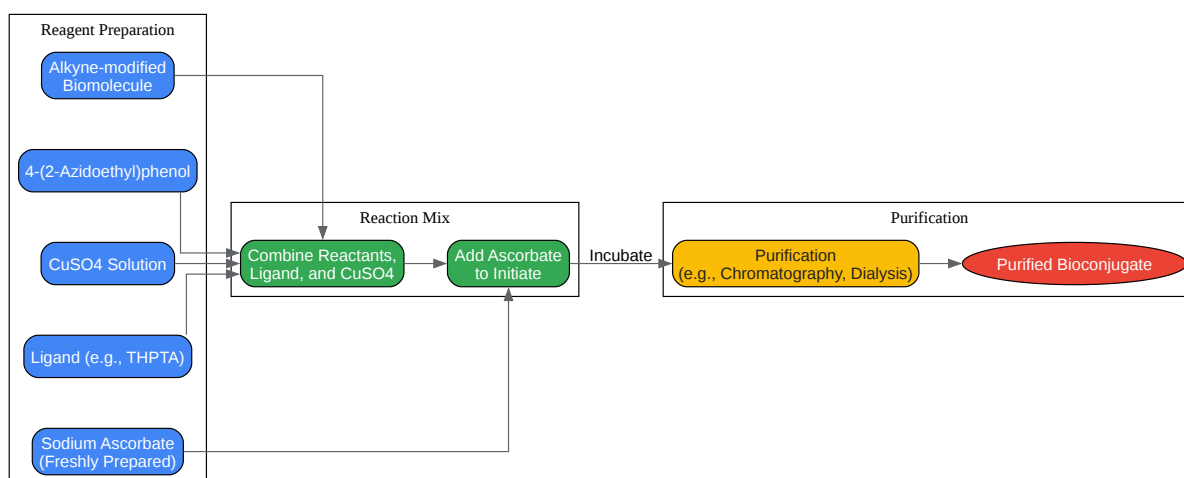 Reagent Preparation
Alkyne-modified
Biomolecule
4-(2-Azidoethyl)phenol
CuSO4 Solution
Ligand (e.g., THPTA)
Sodium Ascorbate
(Freshly Prepared)
Reaction Mix
Combine Reactants,
Ligand, and CuSO4
Add Ascorbate
to Initiate
Incubate
Purification
Purification
(e.g., Chromatography, Dialysis)
Purified Bioconjugate